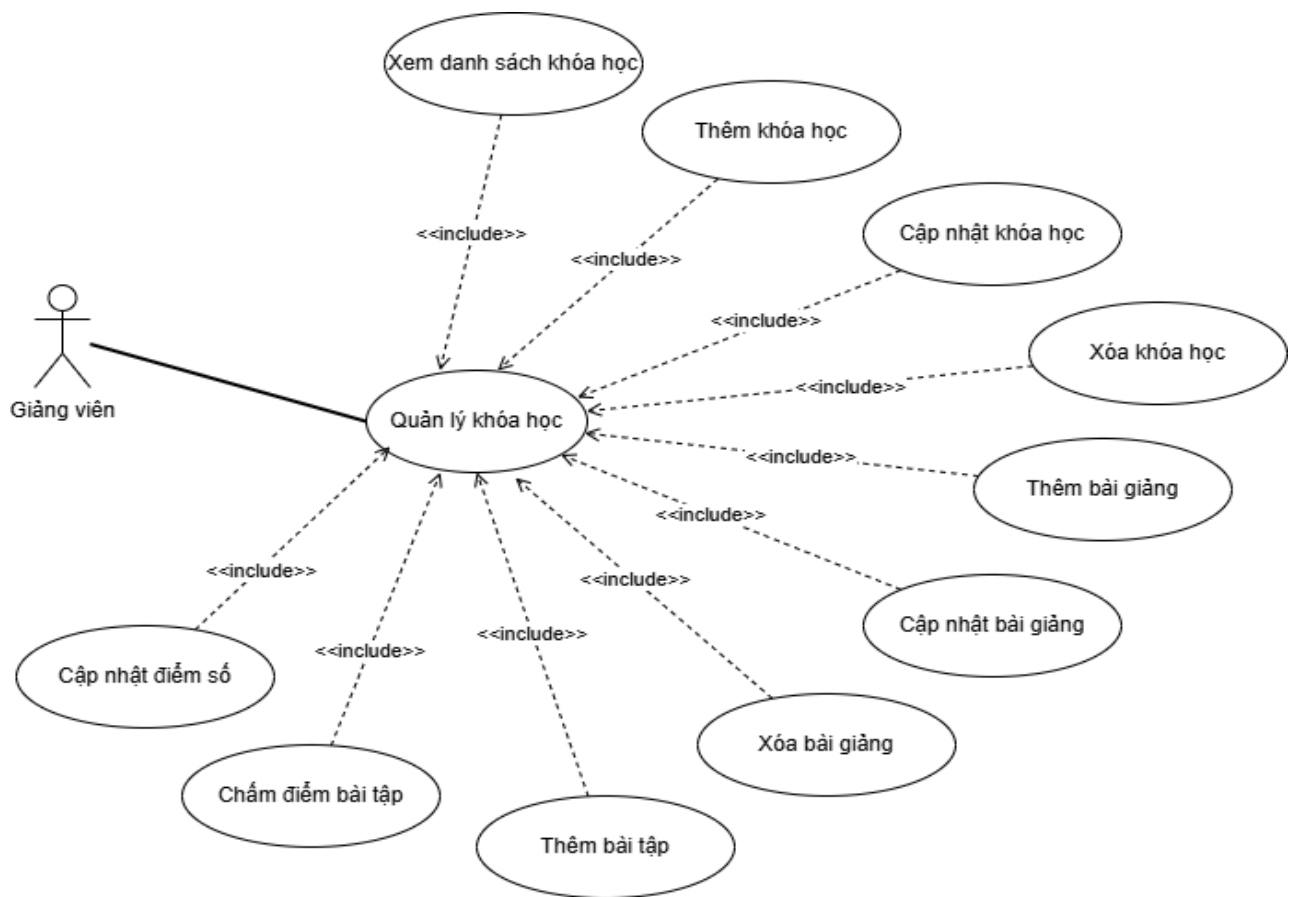 Xem danh sách khóa học
Thêm khóa học
<<include>>
<<include>>
Cập nhật khóa học
<<include>>
Xóa khóa học
<<include>>
Giảng viên
Quản lý khóa học
<<include>>
Thêm bài giảng
<<include>>
Cập nhật bài giảng
<<include>>
<<include>>
<<include>>
<<include>>
Cập nhật điểm số
Xóa bài giảng
Chấm điểm bài tập
Thêm bài tập